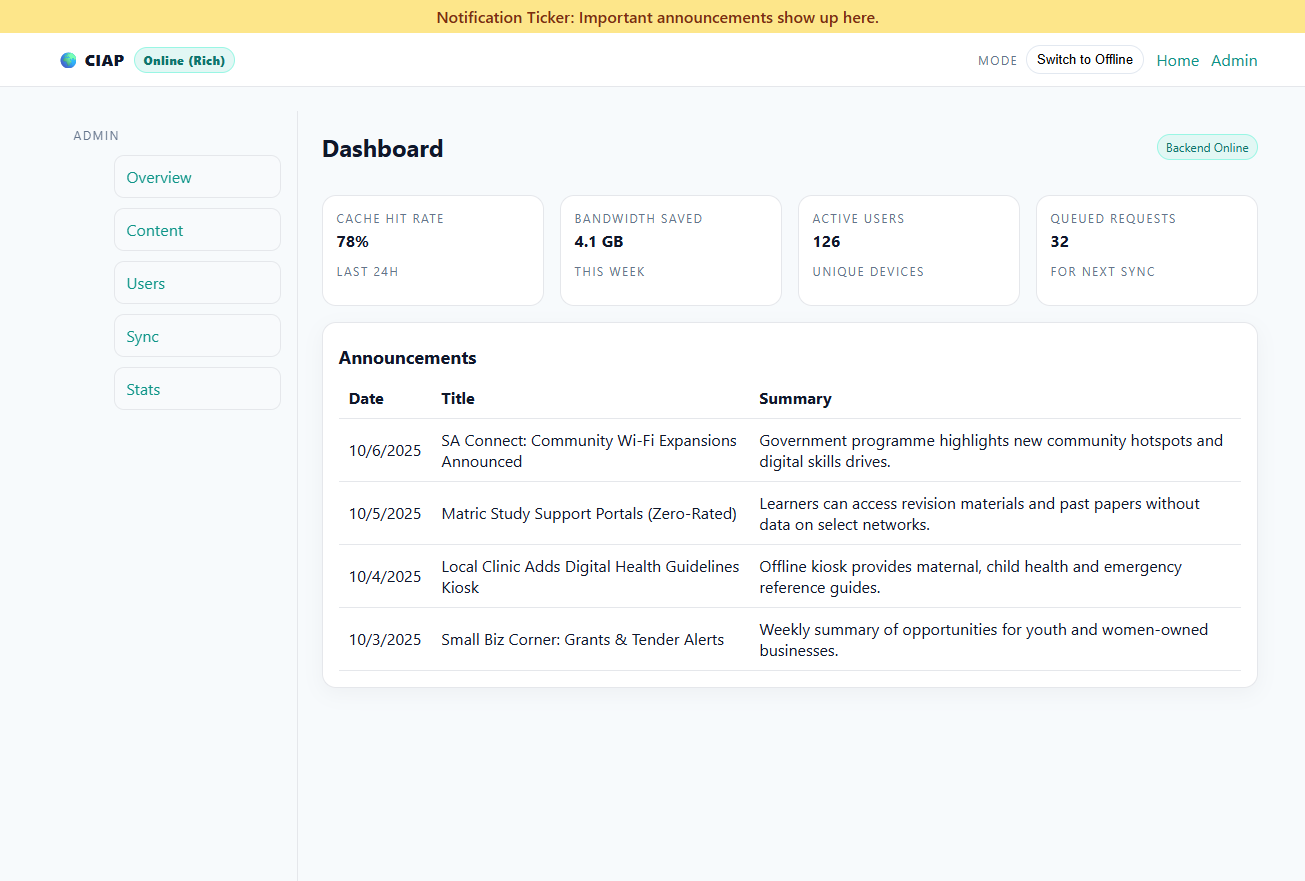 Notification Ticker: Important announcements show up here.
CIAP
Online (Rich)
MODE
Switch to Offline
Home
Admin
ADMIN
Overview
Content
Users
Sync
Stats
Dashboard
Backend Online
CACHE HIT RATE
78%
LAST 24H
BANDWIDTH SAVED
4.1 GB
THIS WEEK
ACTIVE USERS
126
UNIQUE DEVICES
QUEUED REQUESTS
32
FOR NEXT SYNC
Announcements
Date Title Summary
10/6/2025
SA Connect: Community Wi-Fi Expansions
Announced
Government programme highlights new community hotspots and
digital skills drives.
10/5/2025
Matric Study Support Portals (Zero-Rated)
Learners can access revision materials and past papers without
data on select networks.
10/4/2025
Local Clinic Adds Digital Health Guidelines
Kiosk
Offline kiosk provides maternal, child health and emergency
reference guides.
10/3/2025
Small Biz Corner: Grants & Tender Alerts
Weekly summary of opportunities for youth and women-owned
businesses.